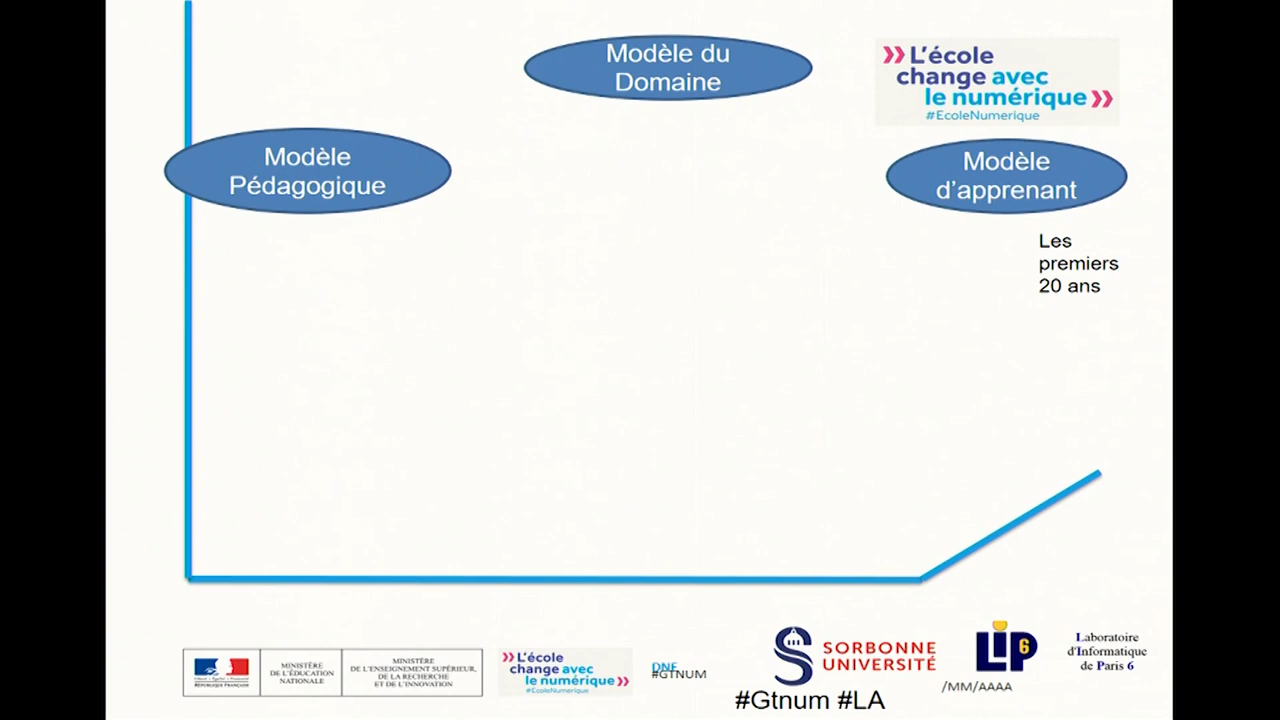 Modèle du
Domaine
»L'école
change avec
le numérique»
#EcoleNumerique
Modèle
Pédagogique
Modèle
d'apprenant
Les
premiers
20 ans
RÉPUBLIQUE FRANÇAISE
MINISTÈRE
DE L'ÉDUCATION
NATIONALE
MINISTÈRE
DE L'ENSEIGNEMENT SUPÉRIEUR,
DE LA RECHERCHE
ET DE L'INNOVATION
»L'école
change avec
le numérique»
#EcoleNumerique
DNE
#GTNUM
SORBONNE
UNIVERSITÉ
LIP6
Laboratoire
d'Informatique
de Paris 6
/MM/AAAA
#Gtnum #LA